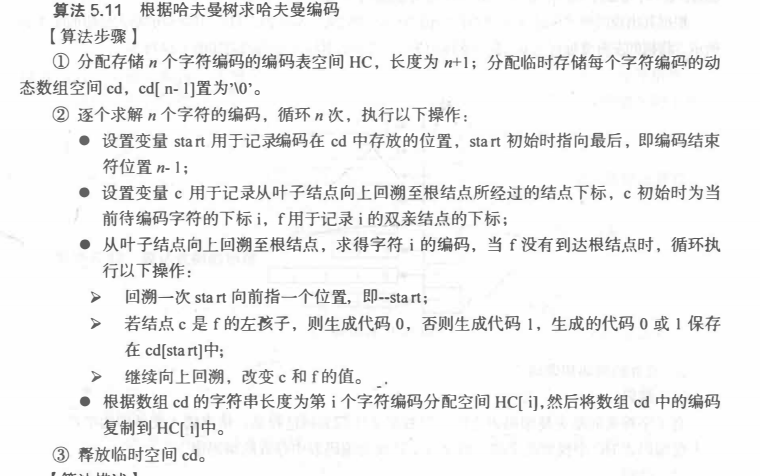 算法 5.11 根据哈夫曼树求哈夫曼编码
【算法步骤】
① 分配存储 n 个字符编码的编码表空间 HC，长度为 n+1；分配临时存储每个字符编码的动
态数组空间 cd，cd[ n- 1]置为'\0'。
② 逐个求解 n 个字符的编码，循环 n 次，执行以下操作：
● 设置变量 start 用于记录编码在 cd 中存放的位置，start 初始时指向最后，即编码结束
符位置 n- 1；
● 设置变量 c 用于记录从叶子结点向上回溯至根结点所经过的结点下标，c 初始时为当
前待编码字符的下标 i，f 用于记录 i 的双亲结点的下标；
● 从叶子结点向上回溯至根结点，求得字符 i 的编码，当 f 没有到达根结点时，循环执
行以下操作：
➢ 回溯一次 start 向前指一个位置，即--start；
➢ 若结点 c 是 f 的左孩子，则生成代码 0，否则生成代码 1，生成的代码 0 或 1 保存
在 cd[start]中；
➢ 继续向上回溯，改变 c 和 f 的值。
● 根据数组 cd 的字符串长度为第 i 个字符编码分配空间 HC[ i],然后将数组 cd 中的编码
复制到 HC[ i]中。
③ 释放临时空间 cd。